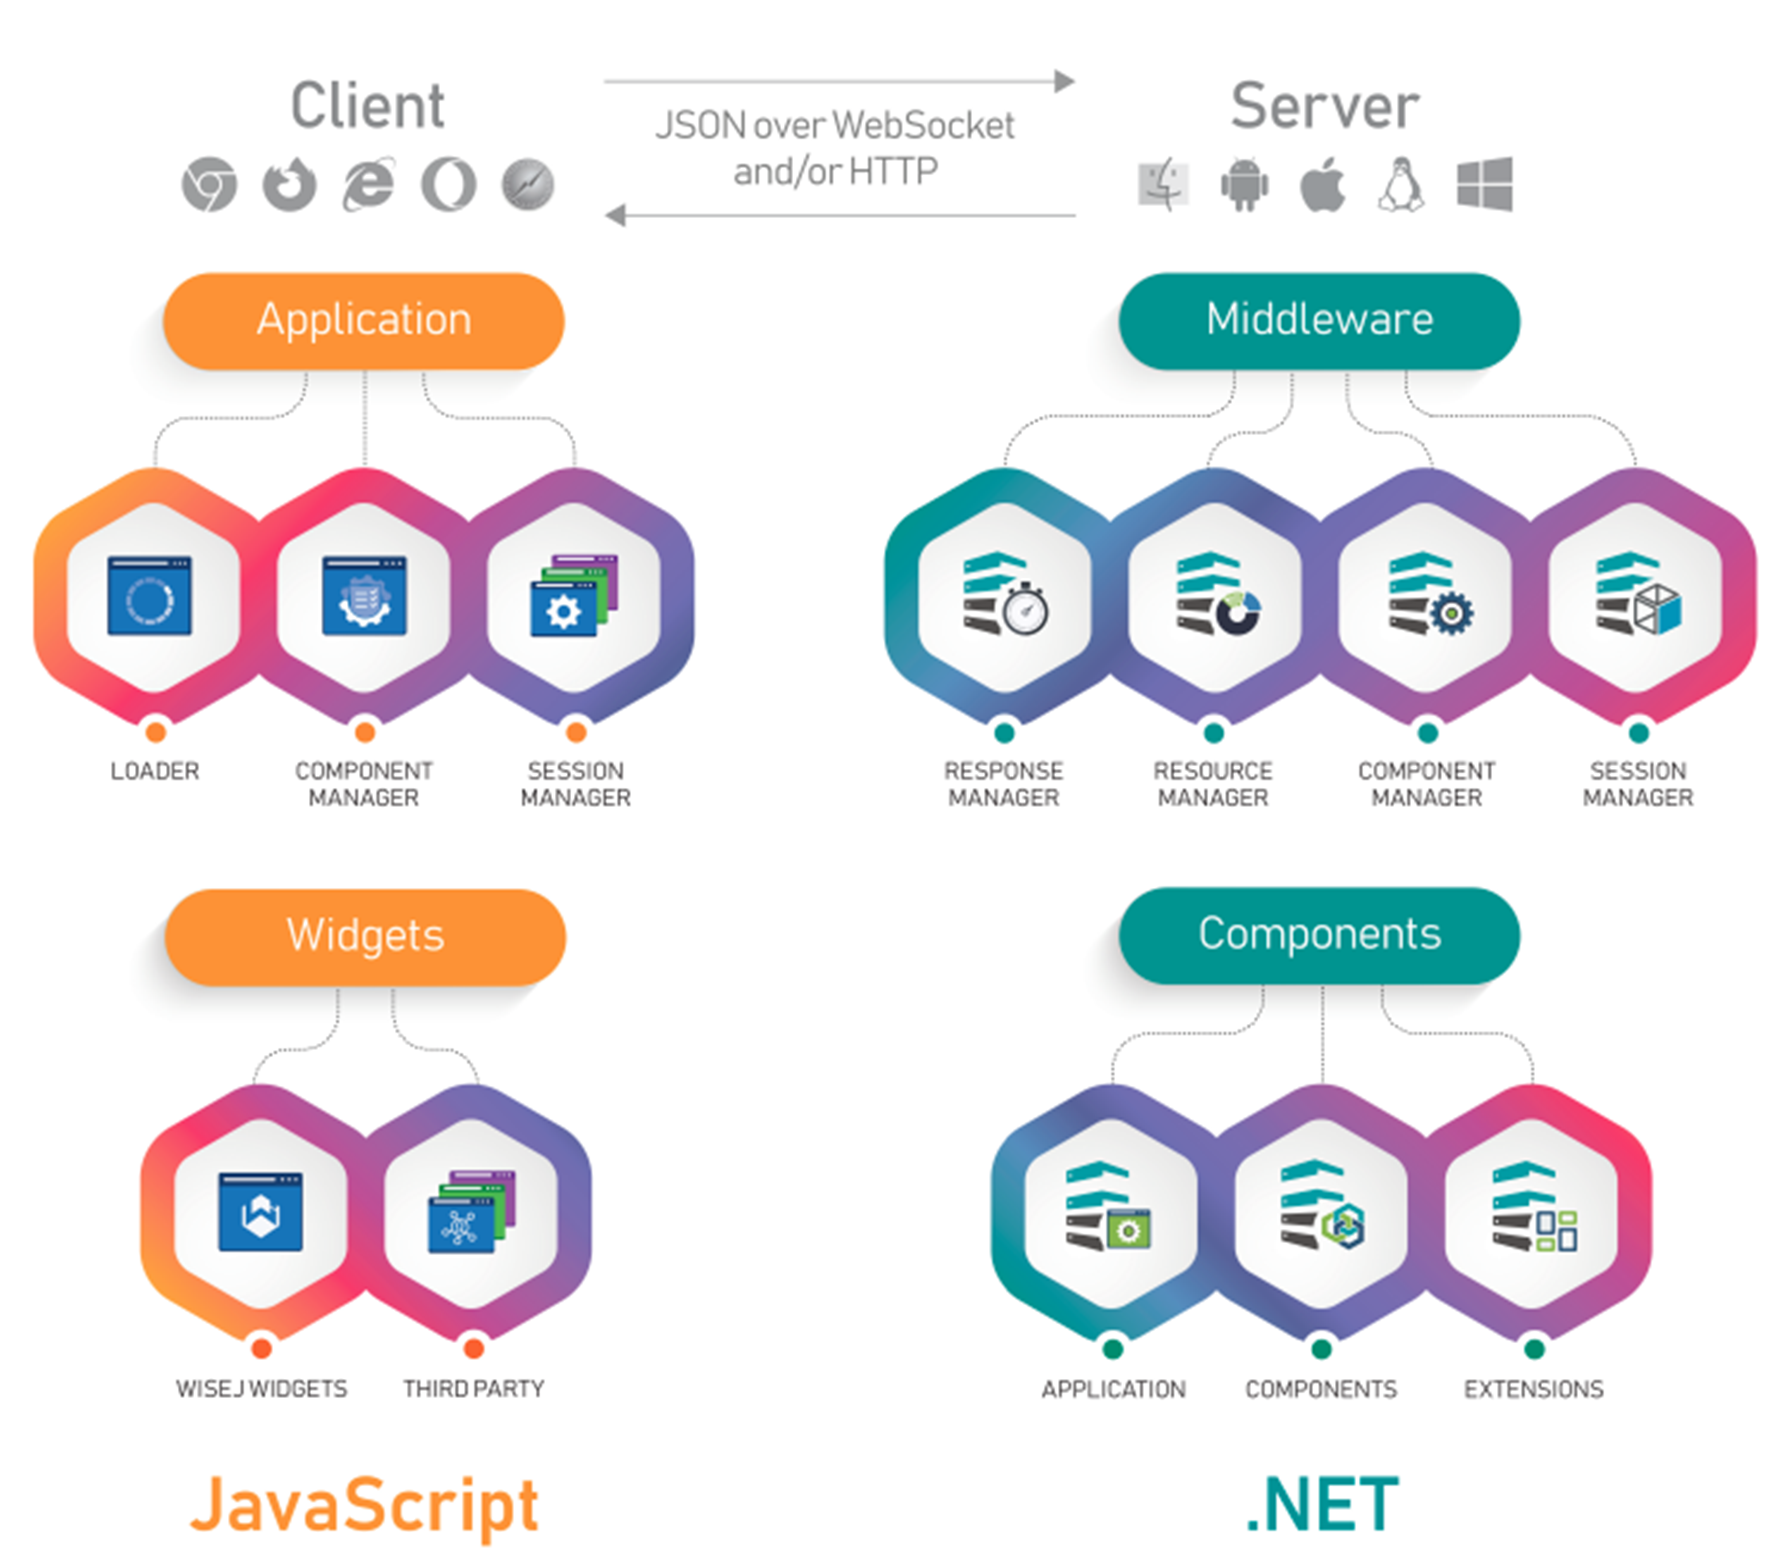 Client
JSON over WebSocket
and/or HTTP
Server
Application
LOADER
COMPONENT
MANAGER
SESSION
MANAGER
Middleware
RESPONSE
MANAGER
RESOURCE
MANAGER
COMPONENT
MANAGER
SESSION
MANAGER
Widgets
WISEJ WIDGETS
THIRD PARTY
Components
APPLICATION
COMPONENTS
EXTENSIONS
JavaScript
.NET